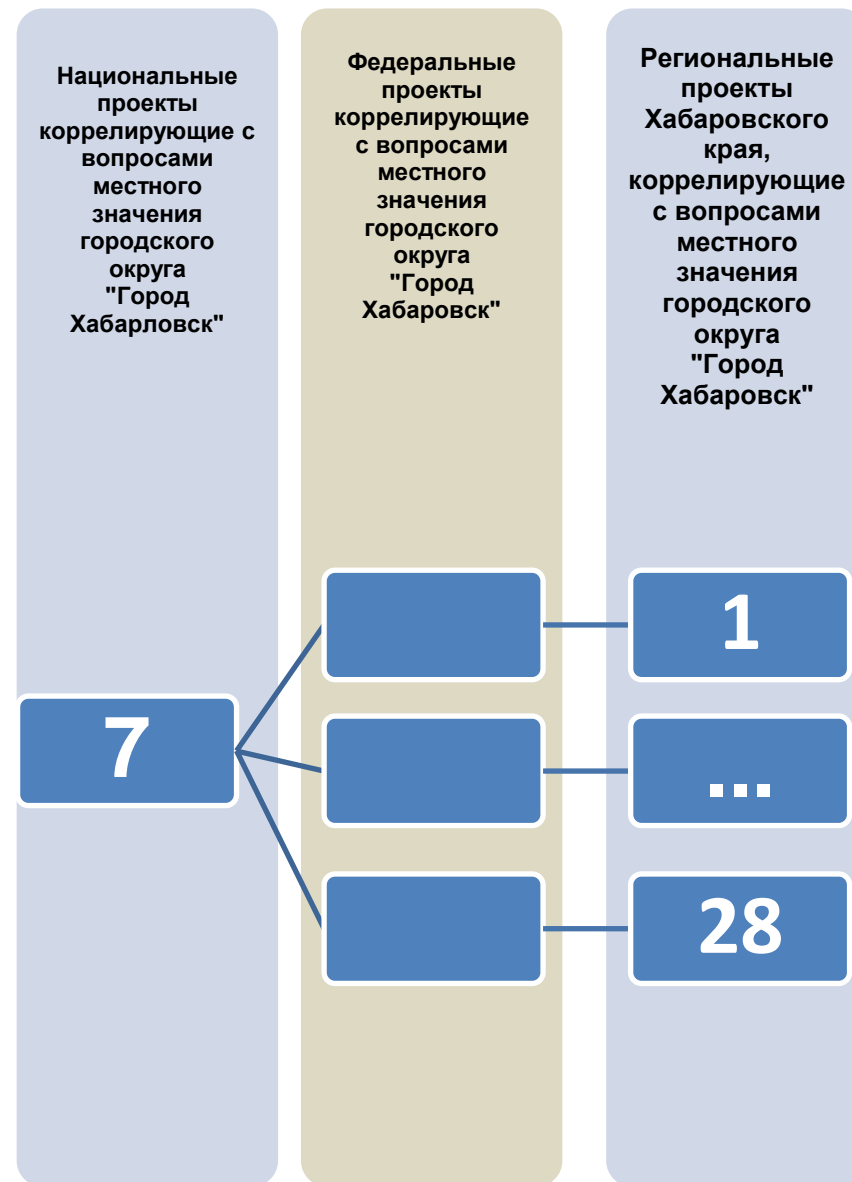 Национальные
проекты
коррелирующие с
вопросами
местного
значения
городского
округа
"Город
Хабарловск"
Федеральные
проекты
коррелирующие
с вопросами
местного
значения
городского
округа
"Город
Хабаровск"
Региональные
проекты
Хабаровского
края,
коррелирующие
с вопросами
местного
значения
городского
округа
"Город
Хабаровск"
7
1
...
28